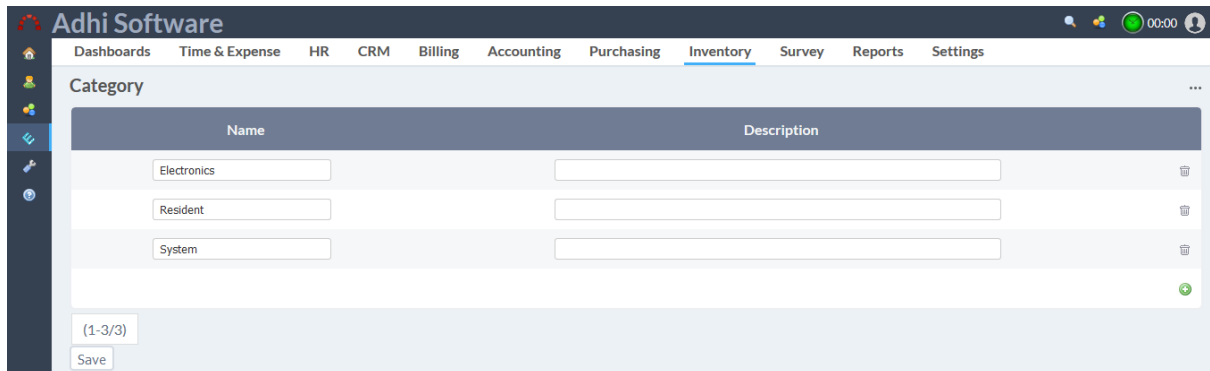 Adhi Software
00:00
Dashboards Time & Expense HR CRM Billing Accounting Purchasing Inventory Survey Reports Settings
Category
...
Name Description
Electronics
Resident
System
(1-3/3)
Save